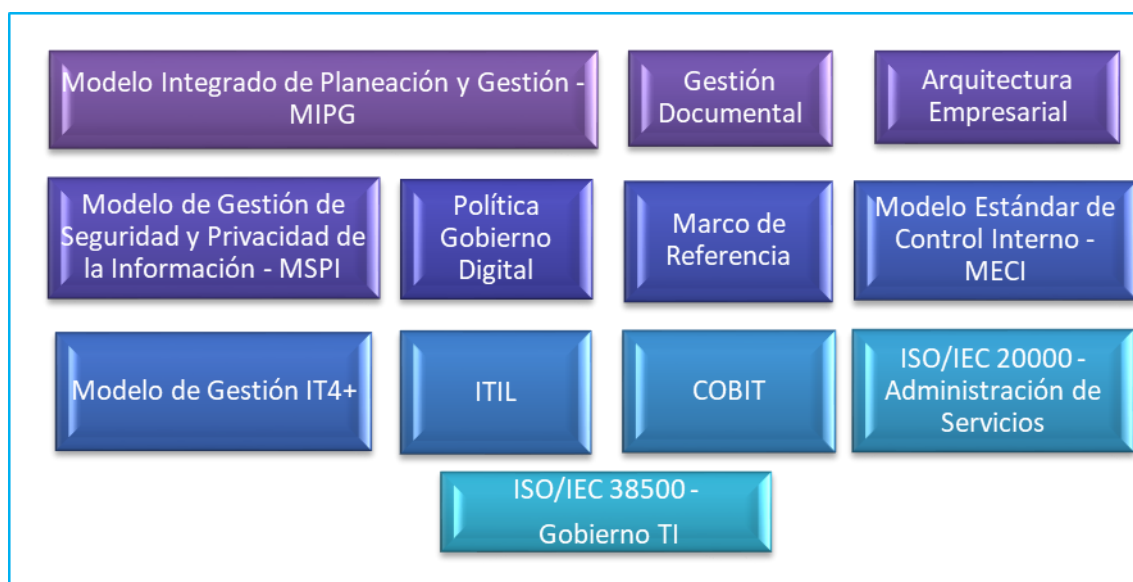 Modelo Integrado de Planeación y Gestión -
MIPG
Gestión
Documental
Arquitectura
Empresarial
Modelo de Gestión de
Seguridad y Privacidad de
la Información - MSPI
Política
Gobierno
Digital
Marco de
Referencia
Modelo Estándar de
Control Interno -
MECI
Modelo de Gestión IT4+
ITIL
COBIT
ISO/IEC 20000 -
Administración de
Servicios
ISO/IEC 38500 -
Gobierno TI